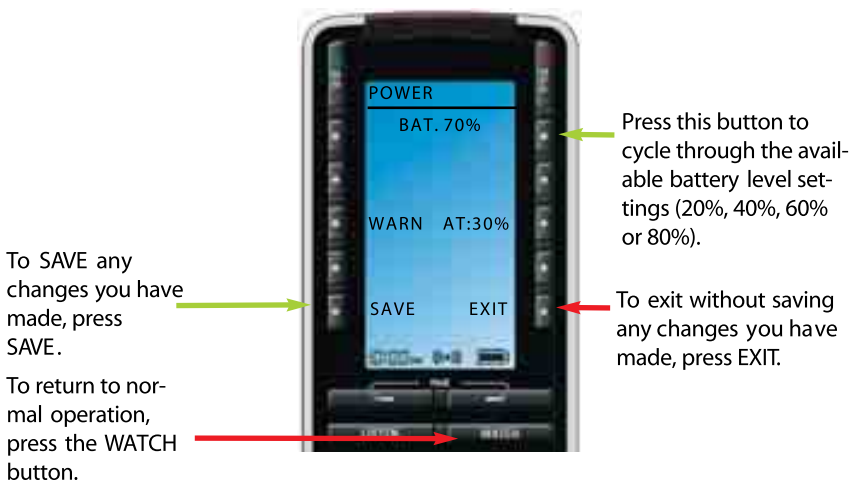 POWER
BAT. 70%
WARN AT:30%
SAVE EXIT
Press this button to
cycle through the avail-
able battery level set-
tings (20%, 40%, 60%
or 80%).
To SAVE any
changes you have
made, press
SAVE.
To exit without saving
any changes you have
made, press EXIT.
To return to nor-
mal operation,
press the WATCH
button.
LISTEN WATCH